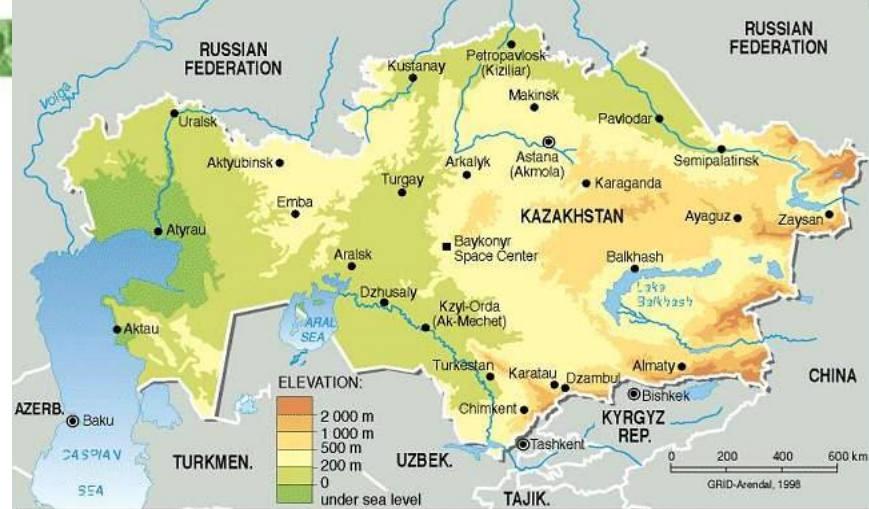 RUSSIAN
FEDERATION
RUSSIAN
FEDERATION
Volga
Petropavlosk
(Kiziliar)
Kustanay
Makinsk
Uralsk
Pavlodar
Astana
(Akmola)
Semipalatinsk
Aktyubinsk
Arkalyk
Turgay
Karaganda
Emba
KAZAKHSTAN
Ayaguz
Zaysan
Atyrau
Baykonyr
Space Center
Aralsk
Balkhash
Lake
Balkhash
Dzhusaly
Kzyl-Orda
(Ak-Mechet)
ARAL
SEA
Aktau
Turkestan
Karatau
Dzambul
Almaty
CHINA
ELEVATION:
2 000 m
1 000 m
500 m
200 m
0
under sea level
Chimkent
Bishkek
KYRGYZ
REP.
AZERB.
Baku
Tashkent
CASPIAN
SEA
TURKMEN.
UZBEK.
TAJIK.
0 200 400 600 km
GRID-Arendal, 1998